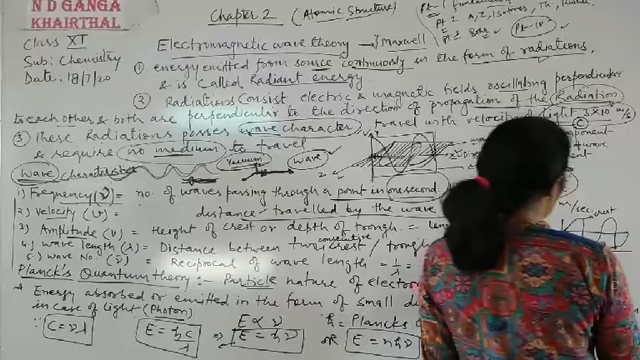 N D GANGA
KHAIRTHAL
Class XI
Sub: Chemistry
Date: 18/7/20
Chapter 2 (Atomic Structure)
Electromagnetic wave theory → Maxwell
① energy emitted from source continously in the form of radiations,
& is called Radiant energy.
② Radiations Consist electric & magnetic fields oscillating perpendicular
to each other & both are perpendicular to the direction of propagation of the Radiation
③ These Radiations posses wave character, travel with velocity of light 3×10⁸ m/s
& require no medium to travel
vacuum
wave
wave characteristics
1) Frequency (ν) = no. of waves passing through a point in one second
2) Velocity (v) = distance travelled by the wave
3) Amplitude (ν) = Height of crest or depth of trough. =
4) wave length (λ) = Distance between two consecutive crest / trough
5) wave No. (ν̄) = Reciprocal of wave length = 1/λ
Planck's Quantum theory :- Particle nature of
Energy absorbed or emitted in the form of small
in case of light (Photon)
∵ C = νλ
E = hc/λ
⇒
E ∝ ν
E = hν
h = Planck's
OR
E = nhν